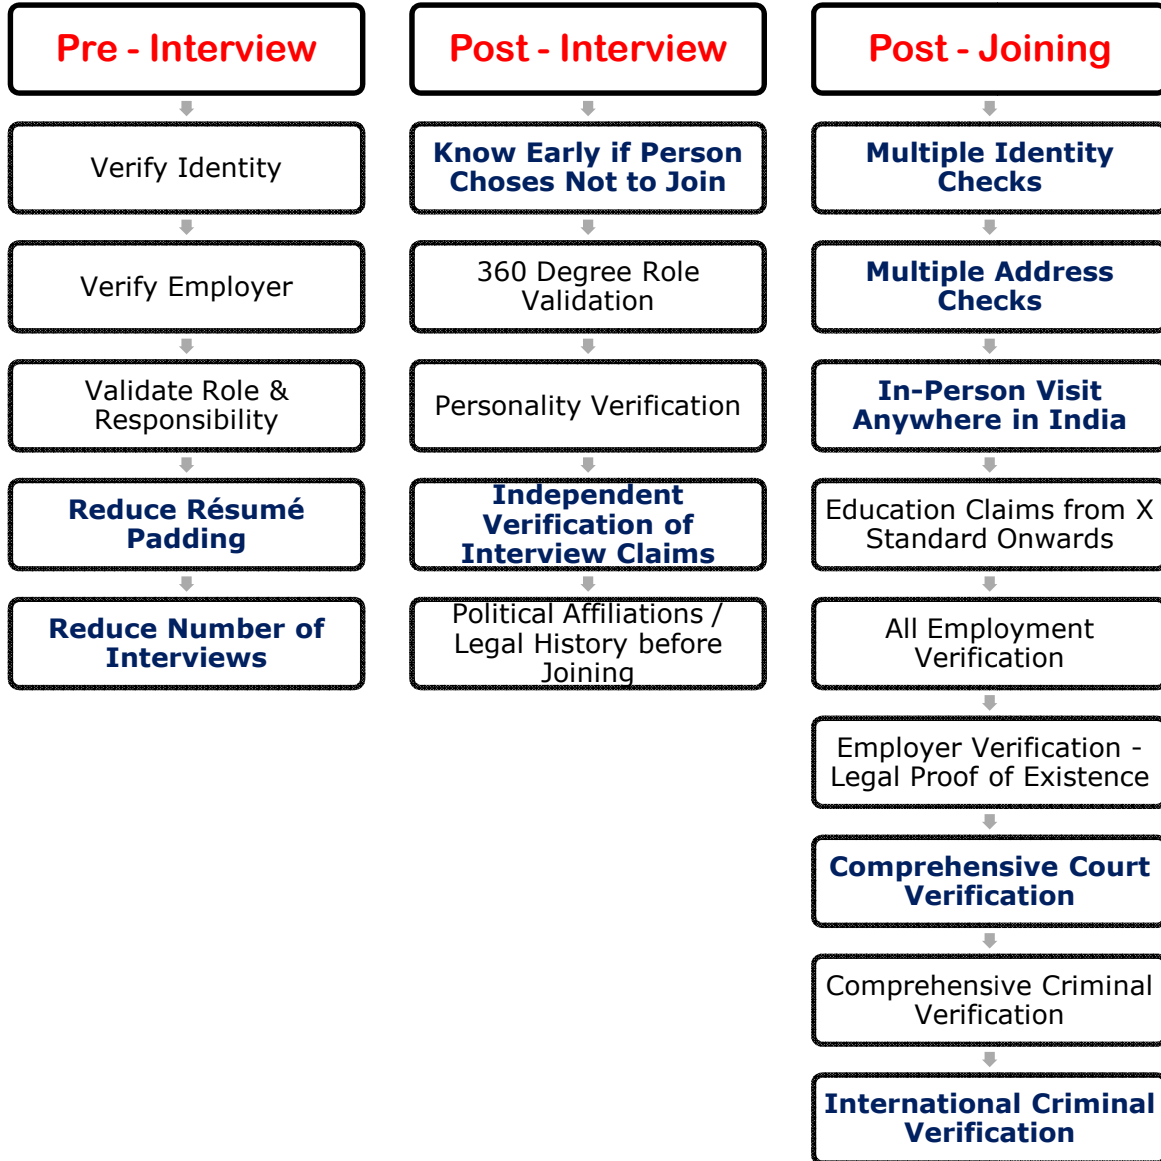 Pre - Interview
Verify Identity
Verify Employer
Validate Role &
Responsibility
Reduce Résumé
Padding
Reduce Number of
Interviews
Post - Interview
Know Early if Person
Choses Not to Join
360 Degree Role
Validation
Personality Verification
Independent
Verification of
Interview Claims
Political Affiliations /
Legal History before
Joining
Post - Joining
Multiple Identity
Checks
Multiple Address
Checks
In-Person Visit
Anywhere in India
Education Claims from X
Standard Onwards
All Employment
Verification
Employer Verification -
Legal Proof of Existence
Comprehensive Court
Verification
Comprehensive Criminal
Verification
International Criminal
Verification